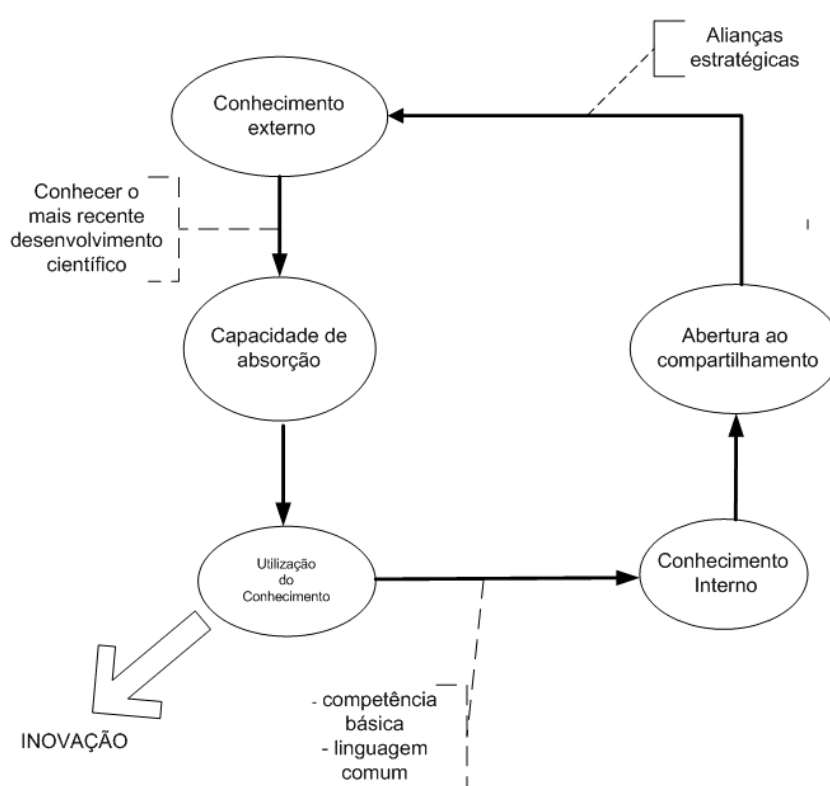 Alianças
estratégicas
Conhecimento
externo
Conhecer o
mais recente
desenvolvimento
científico
Capacidade de
absorção
Abertura ao
compartilhamento
Utilização
do
Conhecimento
Conhecimento
Interno
INOVAÇÃO
- competência
básica
- linguagem
comum